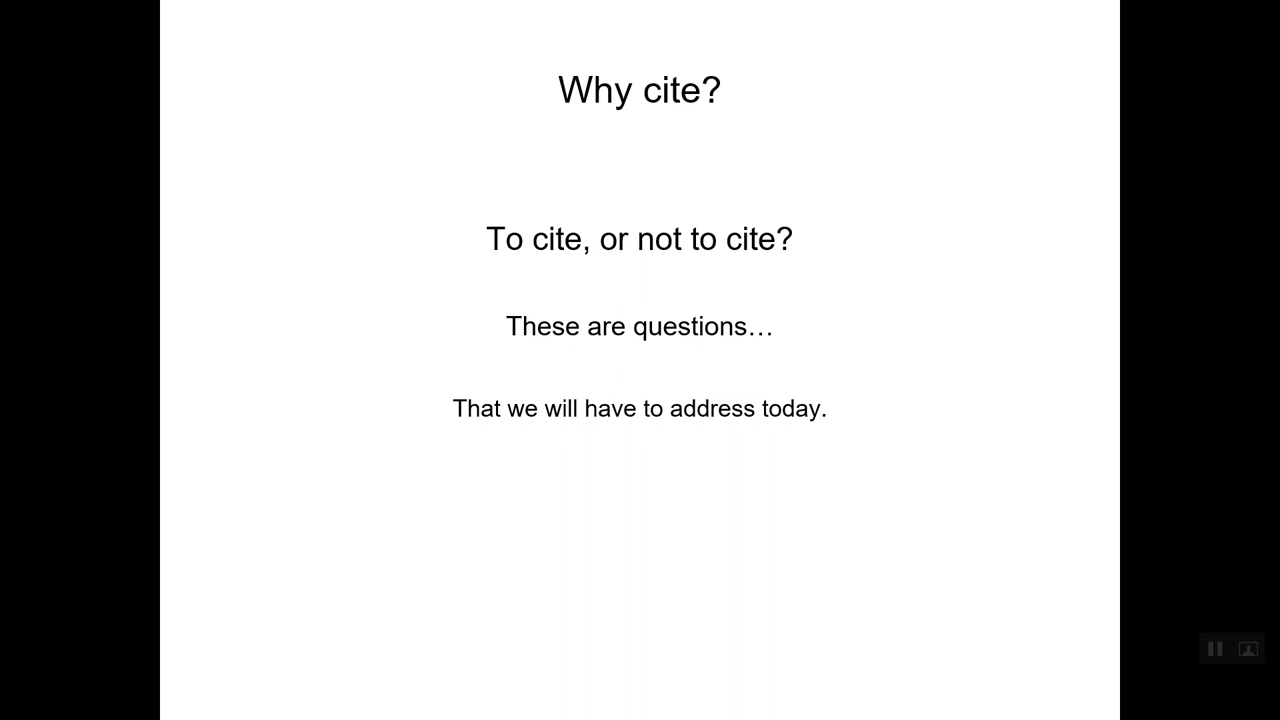 Why cite?
To cite, or not to cite?
These are questions…
That we will have to address today.